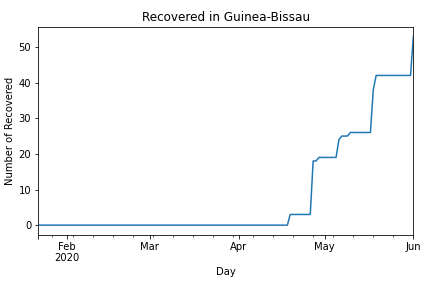 Recovered in Guinea-Bissau
50
40
30
20
10
0
Number of Recovered
Feb
2020
Mar
Apr
May
Jun
Day